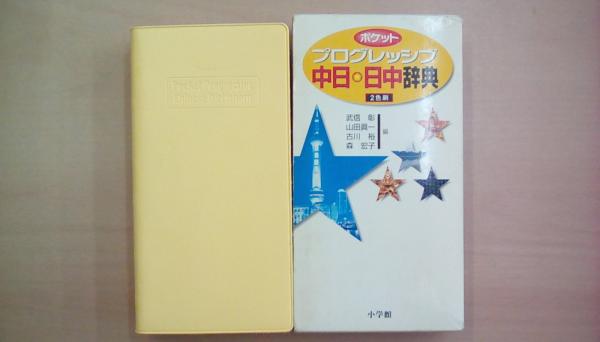 ポケット
プログレッシブ
中日・日中辞典
2色刷
武信 彰
山田眞一
古川 裕
森 宏子
編
小学館